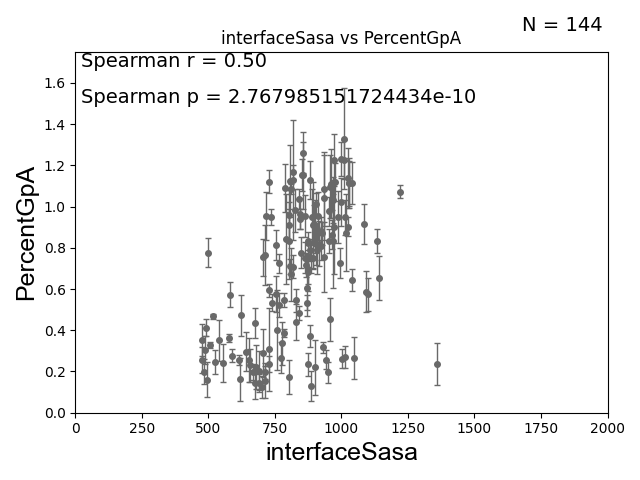 N = 144
interfaceSasa vs PercentGpA
Spearman r = 0.50
Spearman p = 2.767985151724434e-10
PercentGpA
1.6
1.4
1.2
1.0
0.8
0.6
0.4
0.2
0.0
0 250 500 750 1000 1250 1500 1750 2000
interfaceSasa